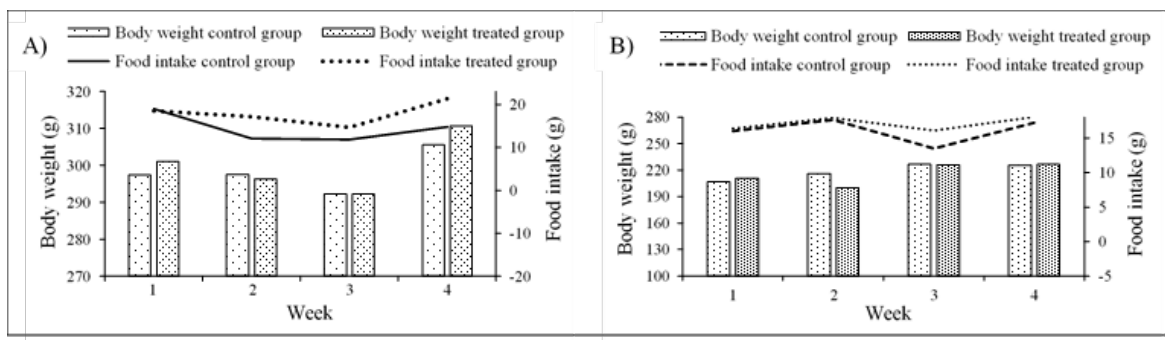 A)
Body weight control group
Body weight treated group
Food intake control group
Food intake treated group
Body weight (g)
320
310
300
290
280
270
20
10
0
-10
-20
Food intake (g)
1 2 3 4
Week
B)
Body weight control group
Body weight treated group
Food intake control group
Food intake treated group
Body weight (g)
280
250
220
190
160
130
100
15
10
5
0
-5
Food intake (g)
1 2 3 4
Week